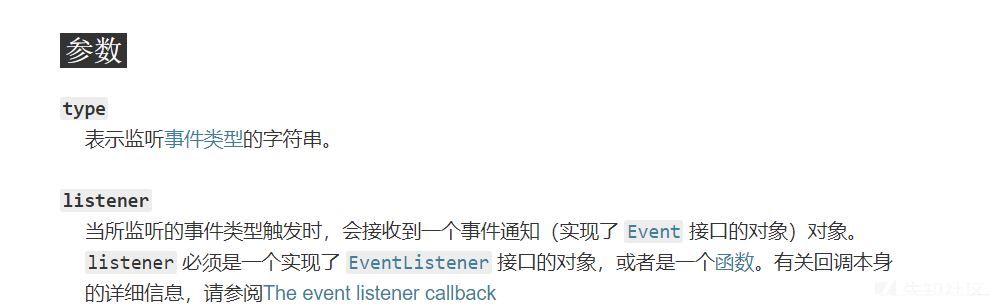 参数
type
表示监听事件类型的字符串。
listener
当所监听的事件类型触发时，会接收到一个事件通知（实现了 Event 接口的对象）对象。
listener 必须是一个实现了 EventListener 接口的对象，或者是一个函数。有关回调本身
的详细信息，请参阅The event listener callback
先知社区